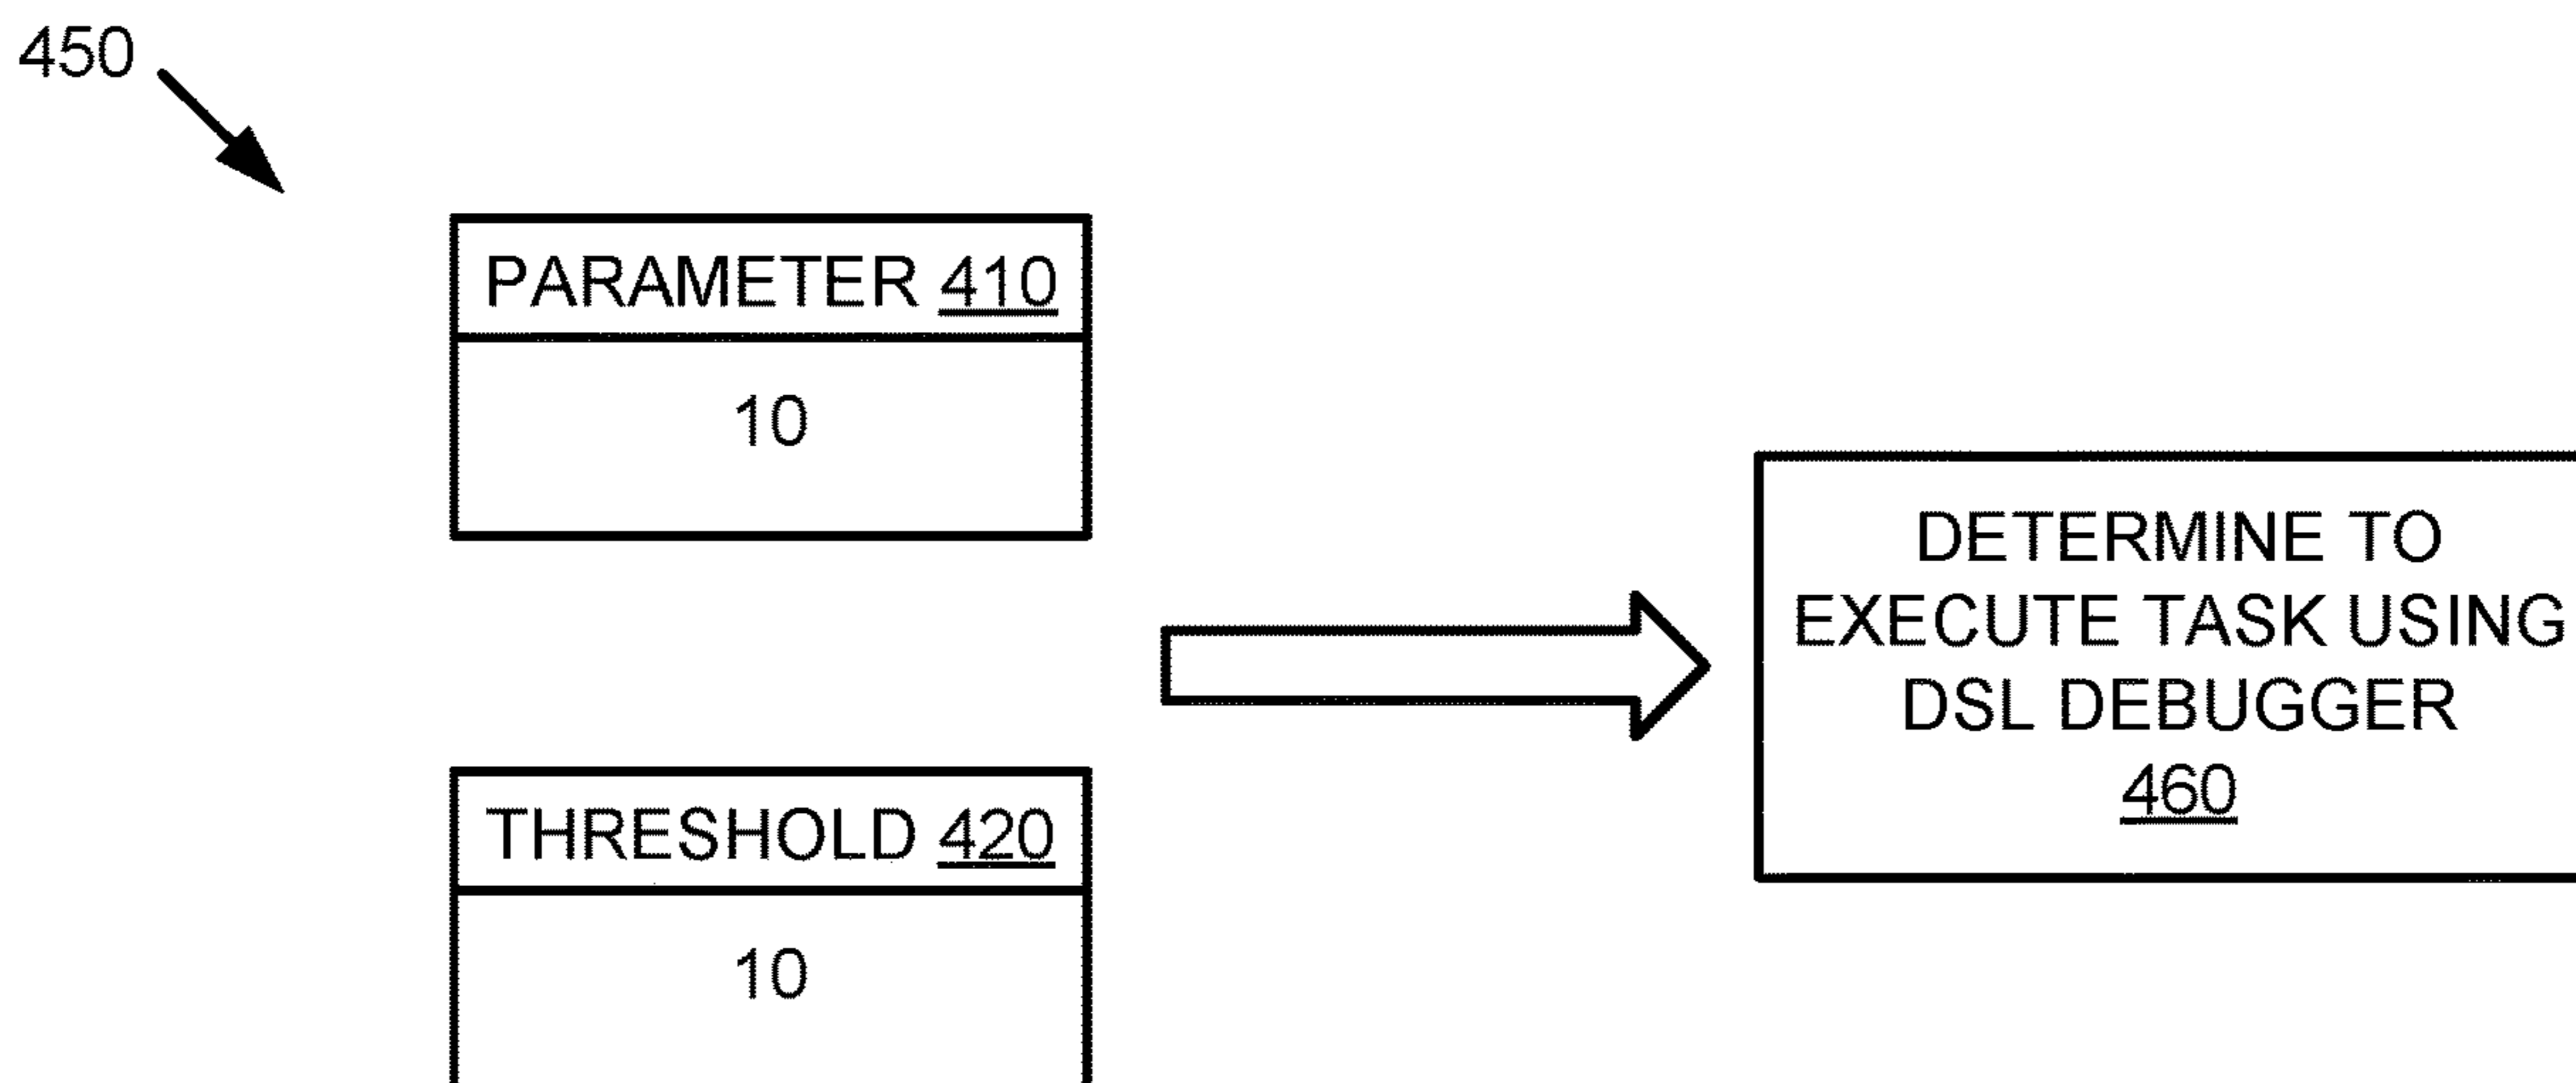 450
PARAMETER 410
10
DETERMINE TO
EXECUTE TASK USING
DSL DEBUGGER
460
THRESHOLD 420
10